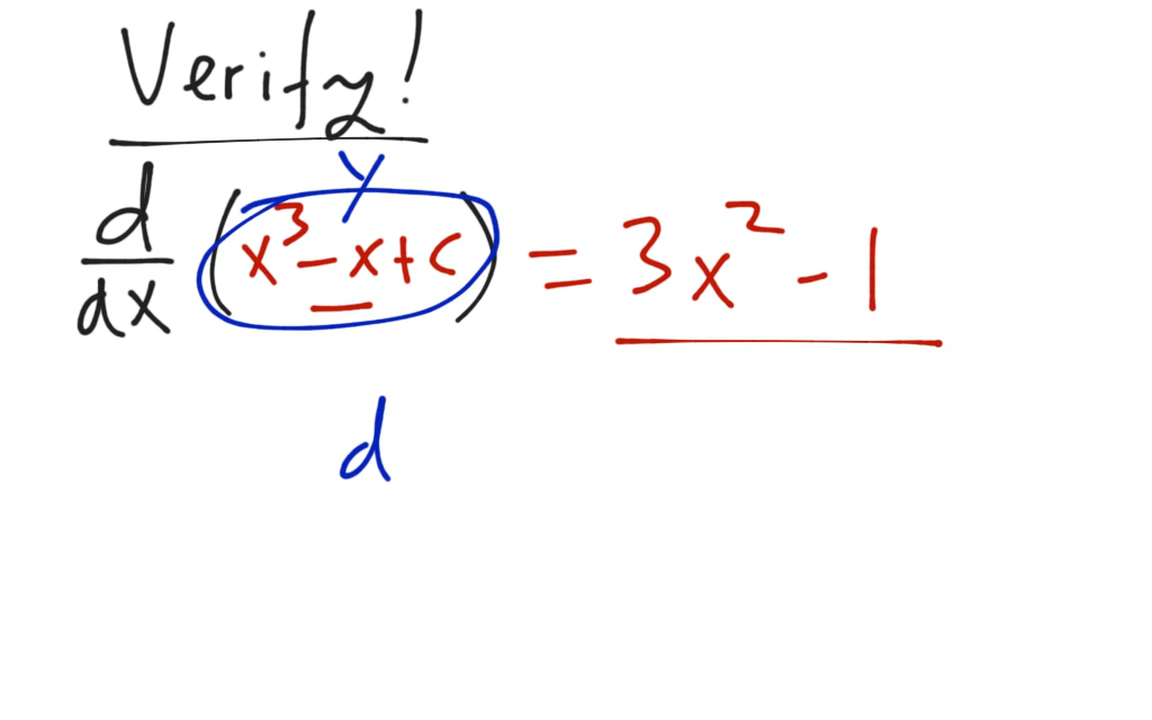 Verify!
y
d/dx (x³ - x + c) = 3x² - 1
d